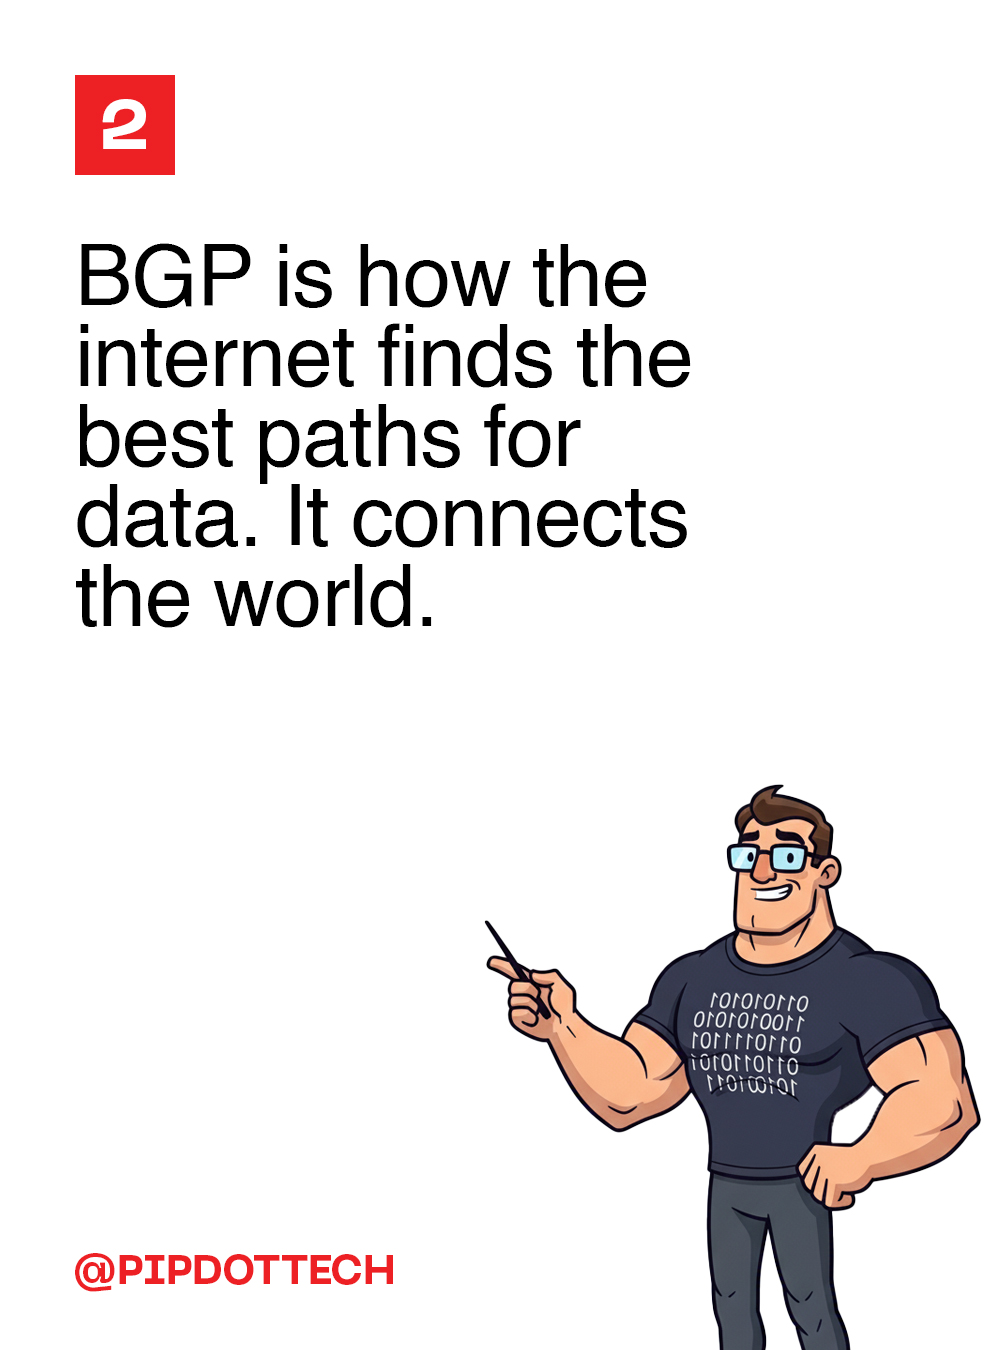 2
BGP is how the
internet finds the
best paths for
data. It connects
the world.
@PIPDOTTECH